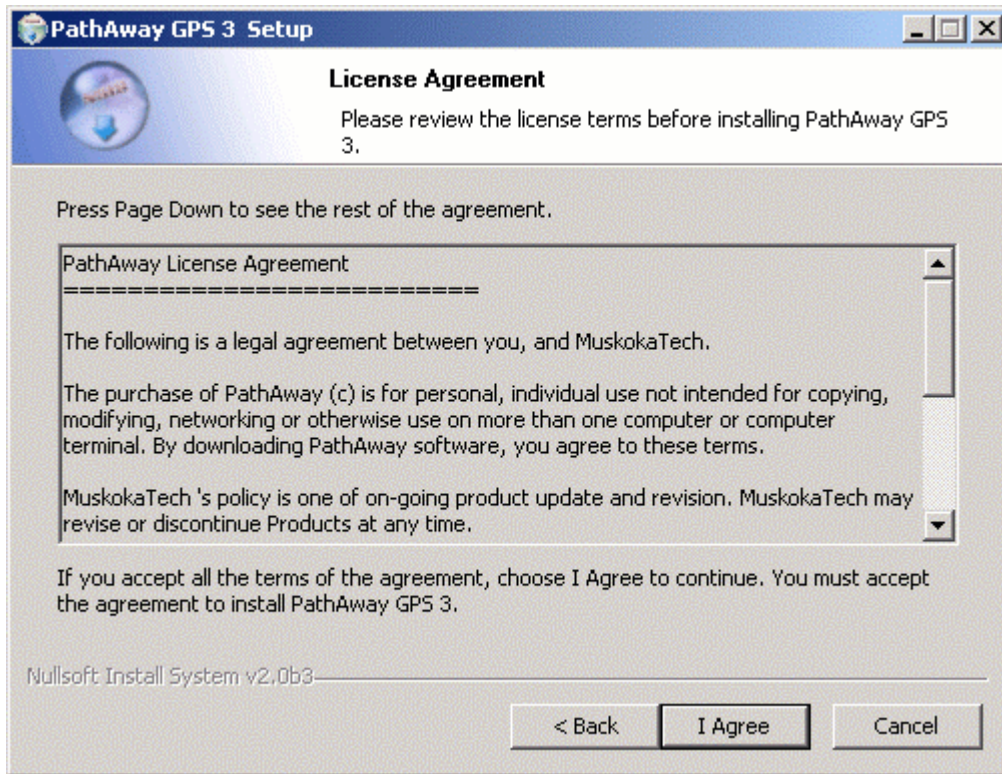 PathAway GPS 3 Setup
License Agreement
Please review the license terms before installing PathAway GPS
3.
Press Page Down to see the rest of the agreement.
PathAway License Agreement
==========================
The following is a legal agreement between you, and MuskokaTech.
The purchase of PathAway (c) is for personal, individual use not intended for copying,
modifying, networking or otherwise use on more than one computer or computer
terminal. By downloading PathAway software, you agree to these terms.
MuskokaTech 's policy is one of on-going product update and revision. MuskokaTech may
revise or discontinue Products at any time.
If you accept all the terms of the agreement, choose I Agree to continue. You must accept
the agreement to install PathAway GPS 3.
Nullsoft Install System v2.0b3
< Back
I Agree
Cancel